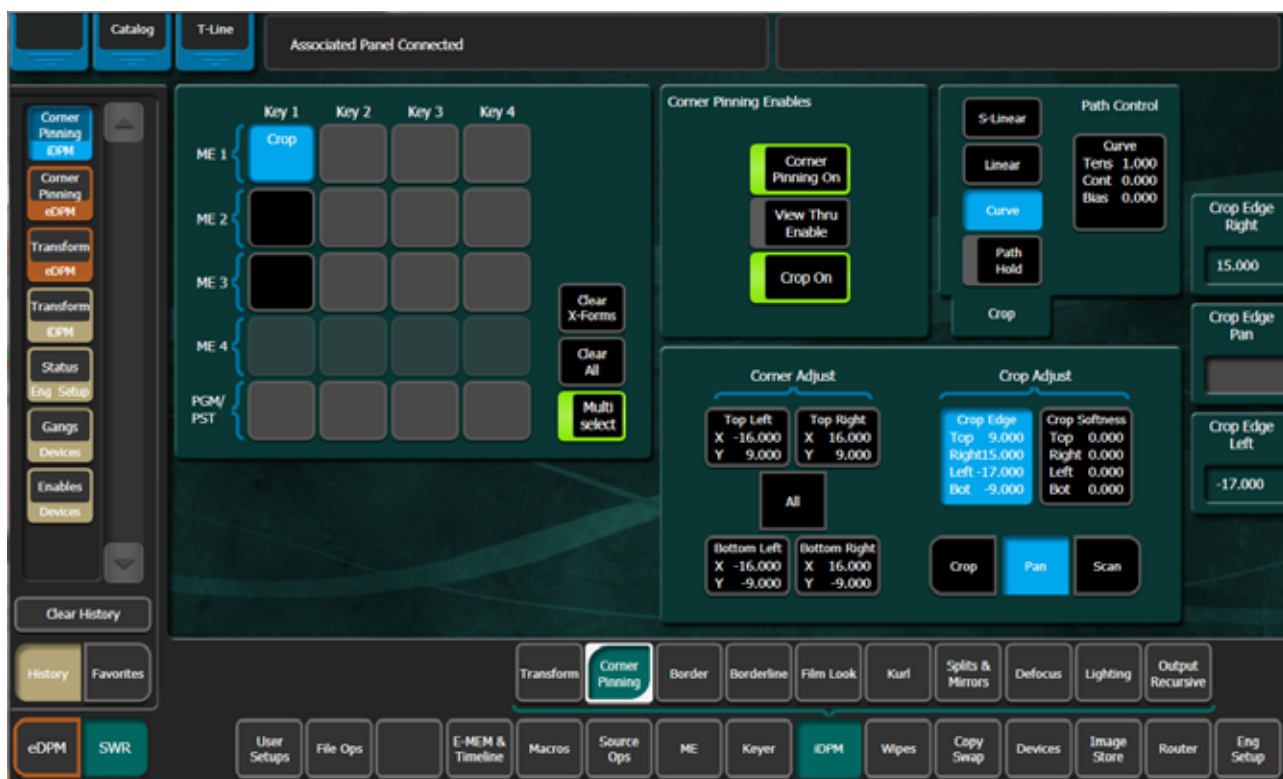 Catalog
T-Line
Associated Panel Connected
Corner
Pinning
iDPM
Corner
Pinning
eDPM
Transform
eDPM
Transform
iDPM
Status
Eng Setup
Gangs
Devices
Enables
Devices
Clear History
History
Favorites
Key 1 Key 2 Key 3 Key 4
ME 1
Crop
ME 2
ME 3
ME 4
PGM/
PST
Clear
X-Forms
Clear
All
Multi
select
Corner Pinning Enables
Corner
Pinning On
View Thru
Enable
Crop On
S-Linear
Linear
Curve
Path
Hold
Path Control
Curve
Tens 1.000
Cont 0.000
Bias 0.000
Crop
Crop Edge
Right
15.000
Crop Edge
Pan
Crop Edge
Left
-17.000
Corner Adjust
Top Left
X -16.000
Y 9.000
Top Right
X 16.000
Y 9.000
All
Bottom Left
X -16.000
Y -9.000
Bottom Right
X 16.000
Y -9.000
Crop Adjust
Crop Edge
Top 9.000
Right15.000
Left -17.000
Bot -9.000
Crop Softness
Top 0.000
Right 0.000
Left 0.000
Bot 0.000
Crop
Pan
Scan
Transform
Corner
Pinning
Border
Borderline
Film Look
Kurl
Splits &
Mirrors
Defocus
Lighting
Output
Recursive
eDPM
SWR
User
Setups
File Ops
E-MEM &
Timeline
Macros
Source
Ops
ME
Keyer
iDPM
Wipes
Copy
Swap
Devices
Image
Store
Router
Eng
Setup